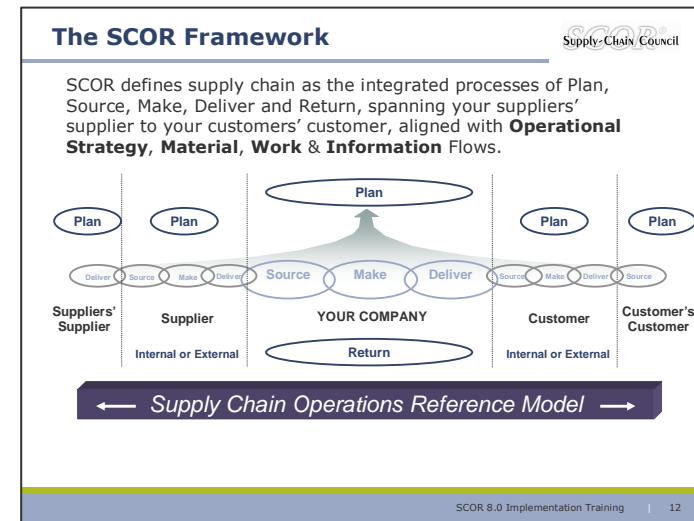 The SCOR Framework
SCOR®
Supply-Chain Council
SCOR defines supply chain as the integrated processes of Plan,
Source, Make, Deliver and Return, spanning your suppliers’
supplier to your customers’ customer, aligned with Operational
Strategy, Material, Work & Information Flows.
Plan
Plan
Plan
Plan
Plan
Deliver
Source
Make
Deliver
Source
Make
Deliver
Source
Make
Deliver
Source
Suppliers’
Supplier
Supplier
YOUR COMPANY
Customer
Customer’s
Customer
Internal or External
Return
Internal or External
Supply Chain Operations Reference Model
SCOR 8.0 Implementation Training | 12